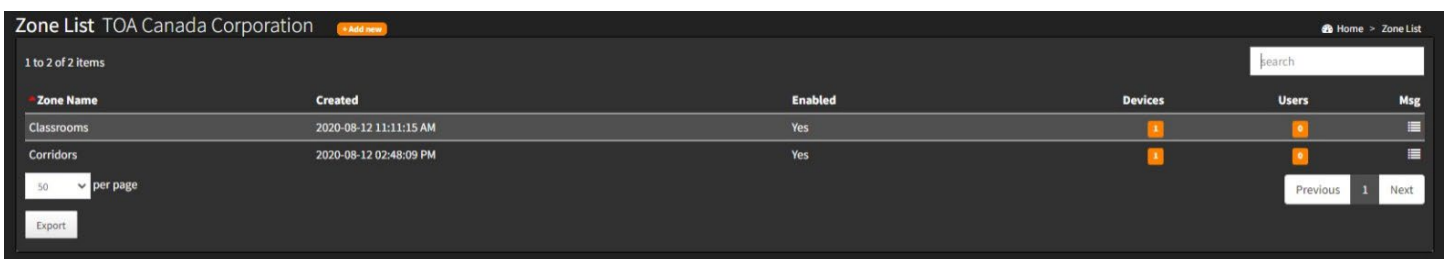 Zone List TOA Canada Corporation + Add new Home > Zone List
1 to 2 of 2 items search
Zone Name Created Enabled Devices Users Msg
Classrooms 2020-08-12 11:11:15 AM Yes 1 0
Corridors 2020-08-12 02:48:09 PM Yes 1 0
50 per page Previous 1 Next
Export